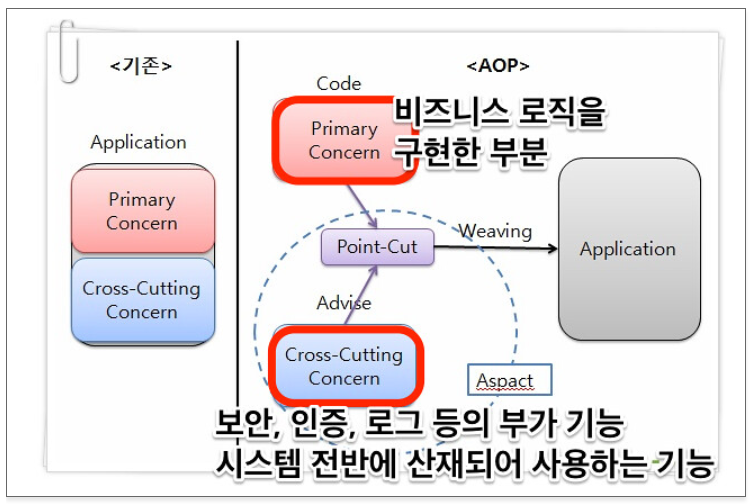 <기존>
Application
Primary
Concern
Cross-Cutting
Concern
<AOP>
Code
Primary
Concern
비즈니스 로직을
구현한 부분
Point-Cut
Weaving
Application
Advise
Cross-Cutting
Concern
Aspact
보안, 인증, 로그 등의 부가 기능
시스템 전반에 산재되어 사용하는 기능